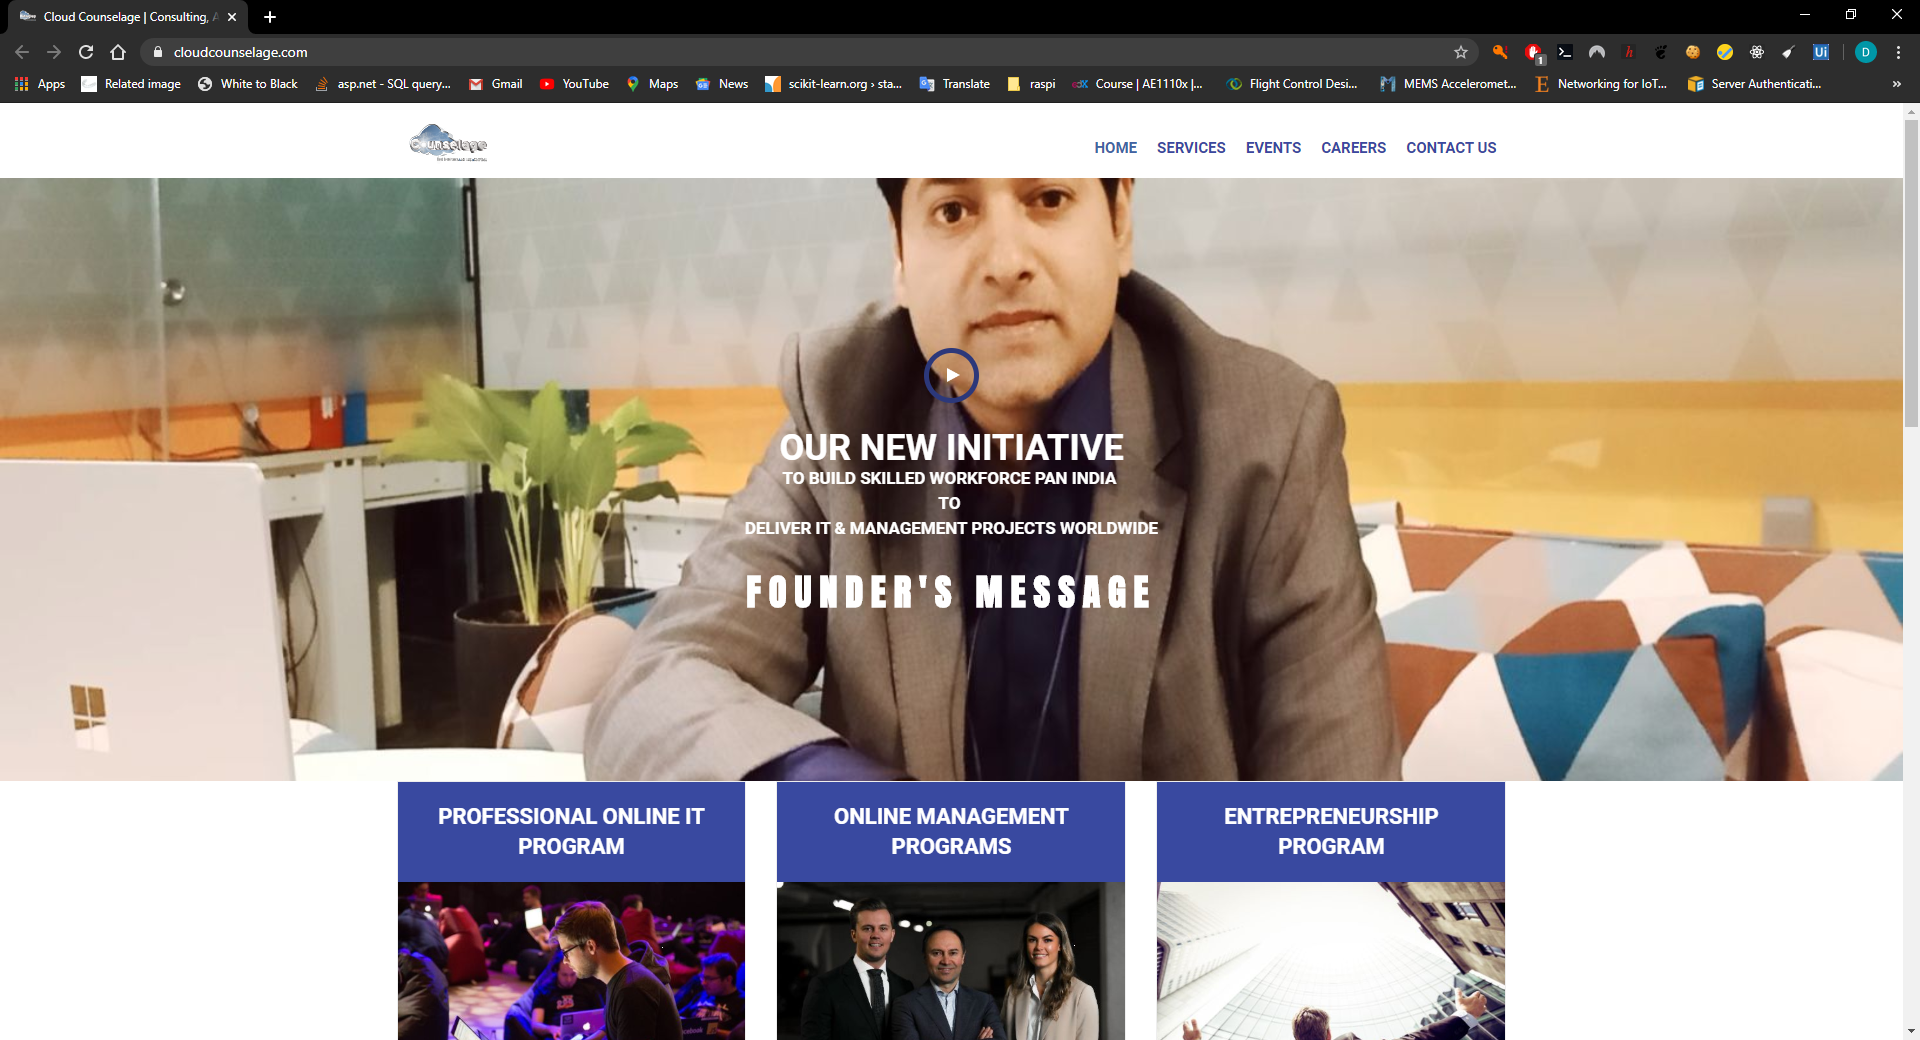 Cloud Counselage | Consulting, A
cloudcounselage.com
1
Ui
D
Apps
Related image
White to Black
asp.net - SQL query...
Gmail
YouTube
Maps
News
scikit-learn.org › sta...
Translate
raspi
Course | AE1110x |...
Flight Control Desi...
MEMS Acceleromet...
Networking for IoT...
Server Authenticati...
»
Counselage
HOME
SERVICES
EVENTS
CAREERS
CONTACT US
OUR NEW INITIATIVE
TO BUILD SKILLED WORKFORCE PAN INDIA
TO
DELIVER IT & MANAGEMENT PROJECTS WORLDWIDE
FOUNDER'S MESSAGE
PROFESSIONAL ONLINE IT
PROGRAM
ONLINE MANAGEMENT
PROGRAMS
ENTREPRENEURSHIP
PROGRAM